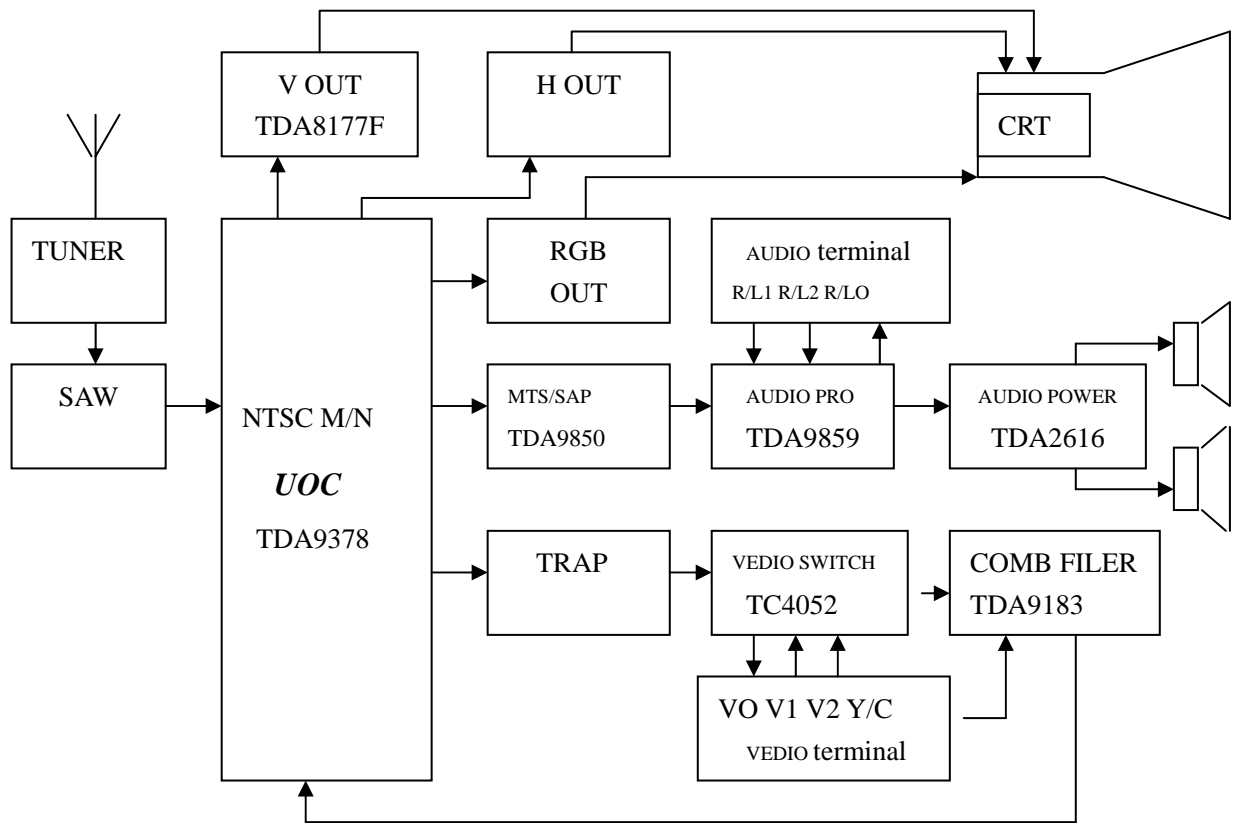 V OUT
TDA8177F
H OUT
CRT
TUNER
RGB
OUT
AUDIO terminal
R/L1 R/L2 R/LO
SAW
NTSC M/N
UOC
TDA9378
MTS/SAP
TDA9850
AUDIO PRO
TDA9859
AUDIO POWER
TDA2616
TRAP
VEDIO SWITCH
TC4052
COMB FILER
TDA9183
VO V1 V2 Y/C
VEDIO terminal